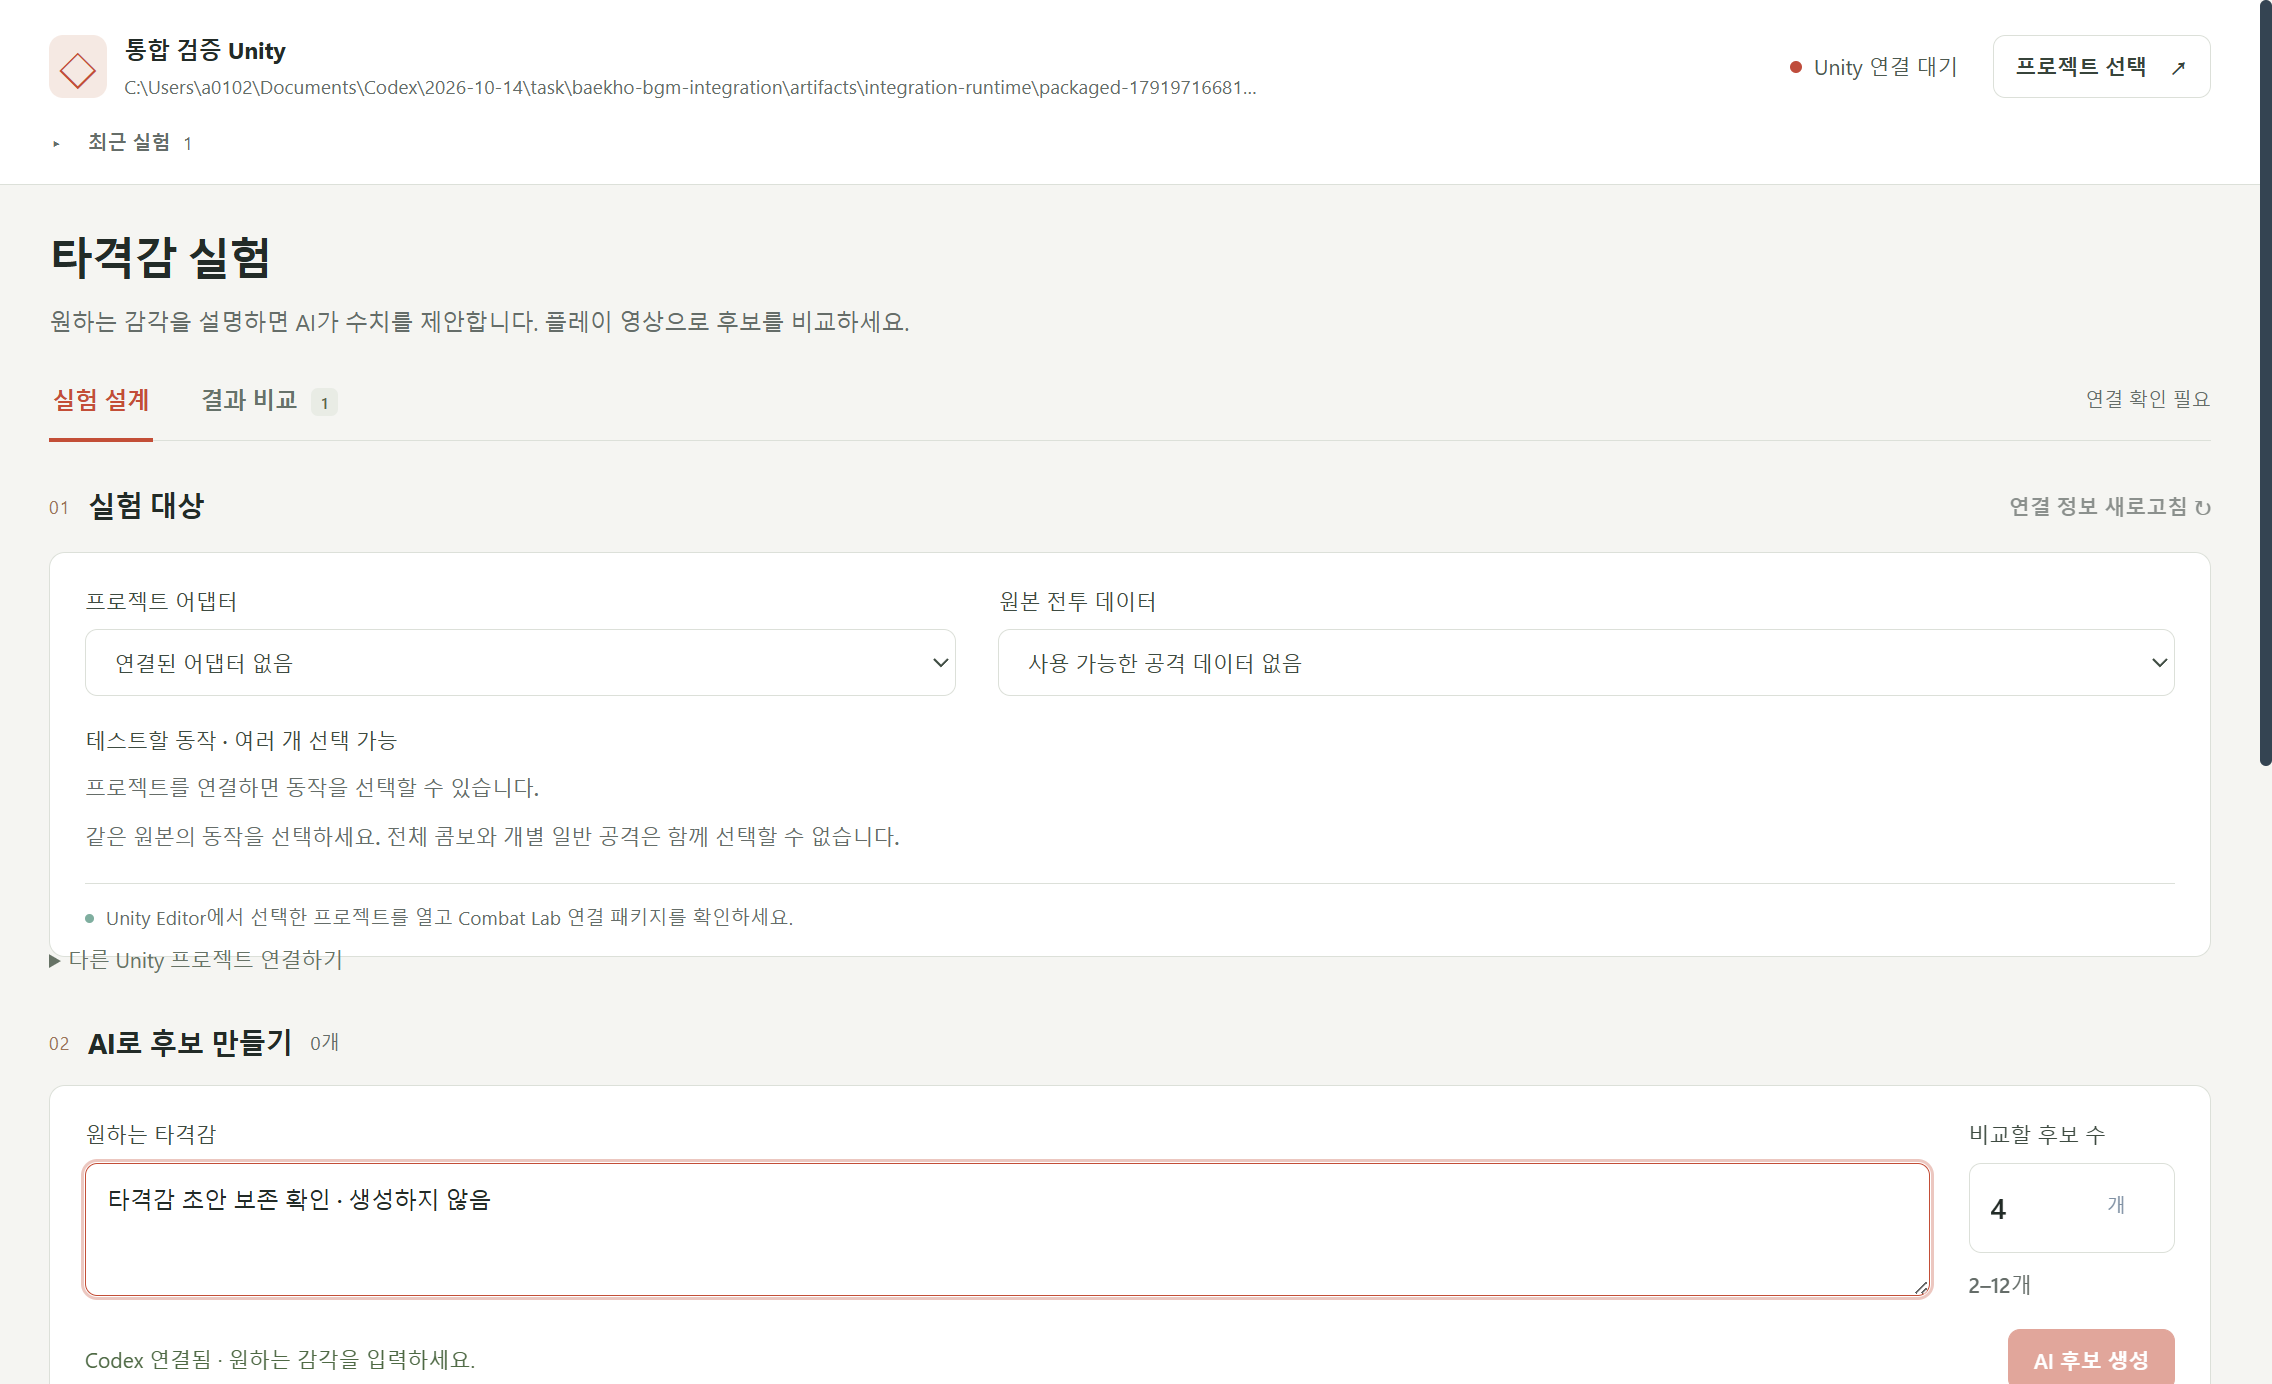 통합 검증 Unity
C:\Users\a0102\Documents\Codex\2026-10-14\task\baekho-bgm-integration\artifacts\integration-runtime\packaged-17919716681...
Unity 연결 대기
프로젝트 선택 ↗
▸ 최근 실험 1
타격감 실험
원하는 감각을 설명하면 AI가 수치를 제안합니다. 플레이 영상으로 후보를 비교하세요.
실험 설계
결과 비교 1
연결 확인 필요
01 실험 대상
연결 정보 새로고침 ↻
프로젝트 어댑터
원본 전투 데이터
연결된 어댑터 없음
사용 가능한 공격 데이터 없음
테스트할 동작 · 여러 개 선택 가능
프로젝트를 연결하면 동작을 선택할 수 있습니다.
같은 원본의 동작을 선택하세요. 전체 콤보와 개별 일반 공격은 함께 선택할 수 없습니다.
Unity Editor에서 선택한 프로젝트를 열고 Combat Lab 연결 패키지를 확인하세요.
▶ 다른 Unity 프로젝트 연결하기
02 AI로 후보 만들기 0개
원하는 타격감
비교할 후보 수
타격감 초안 보존 확인 · 생성하지 않음
4 개
2–12개
Codex 연결됨 · 원하는 감각을 입력하세요.
AI 후보 생성